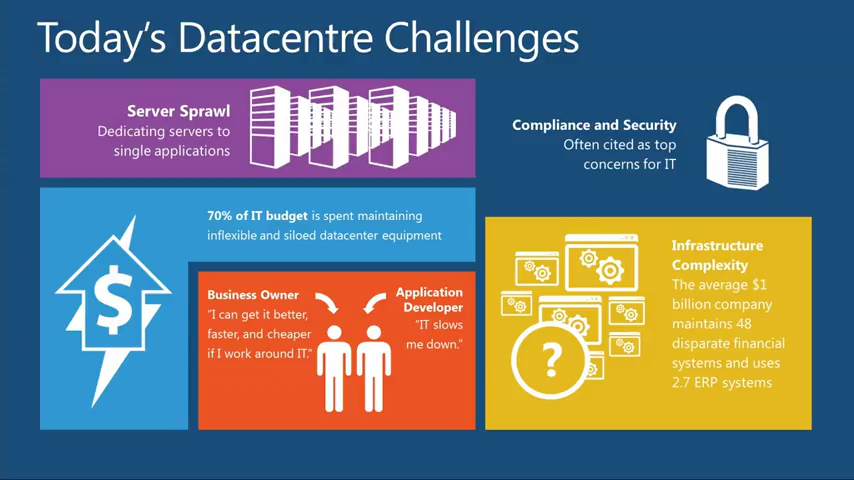 Today's Datacentre Challenges
Server Sprawl
Dedicating servers to
single applications
Compliance and Security
Often cited as top
concerns for IT
$
70% of IT budget is spent maintaining
inflexible and siloed datacenter equipment
Business Owner
"I can get it better,
faster, and cheaper
if I work around IT."
Application
Developer
"IT slows
me down."
?
Infrastructure
Complexity
The average $1
billion company
maintains 48
disparate financial
systems and uses
2.7 ERP systems